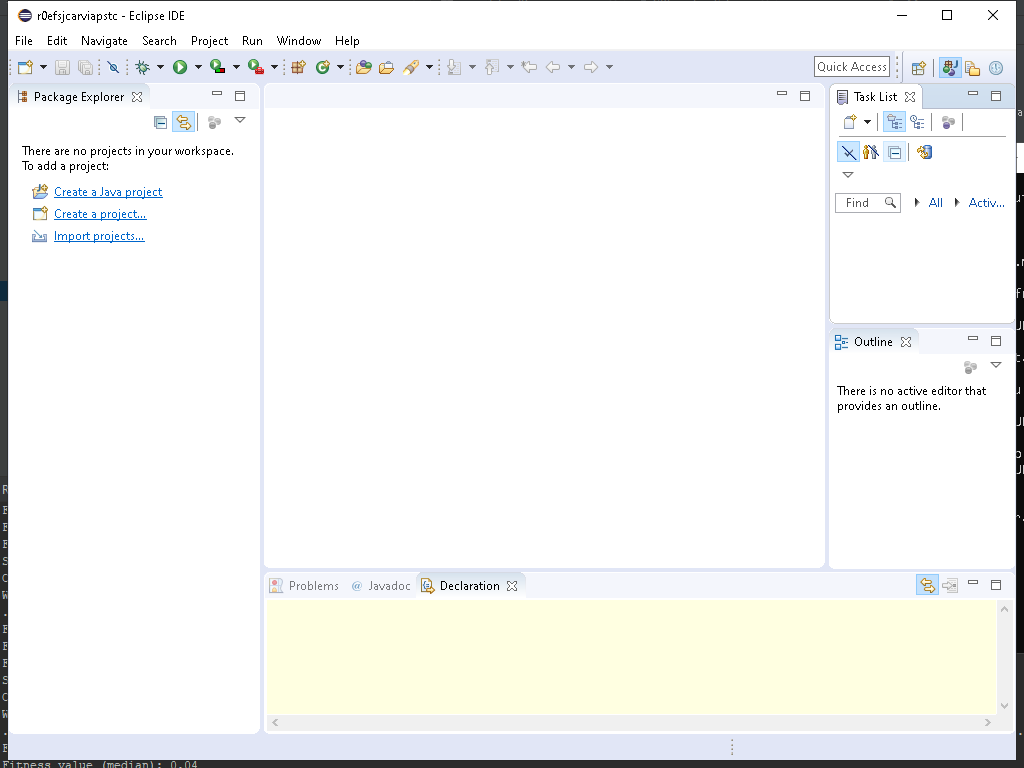 r0efsjcarviapstc - Eclipse IDE
File Edit Navigate Search Project Run Window Help
Quick Access
Package Explorer
There are no projects in your workspace.
To add a project:
Create a Java project
Create a project...
Import projects...
Task List
Find
All
Activ...
Outline
There is no active editor that
provides an outline.
Problems
@ Javadoc
Declaration
Fitness value (median): 0.04